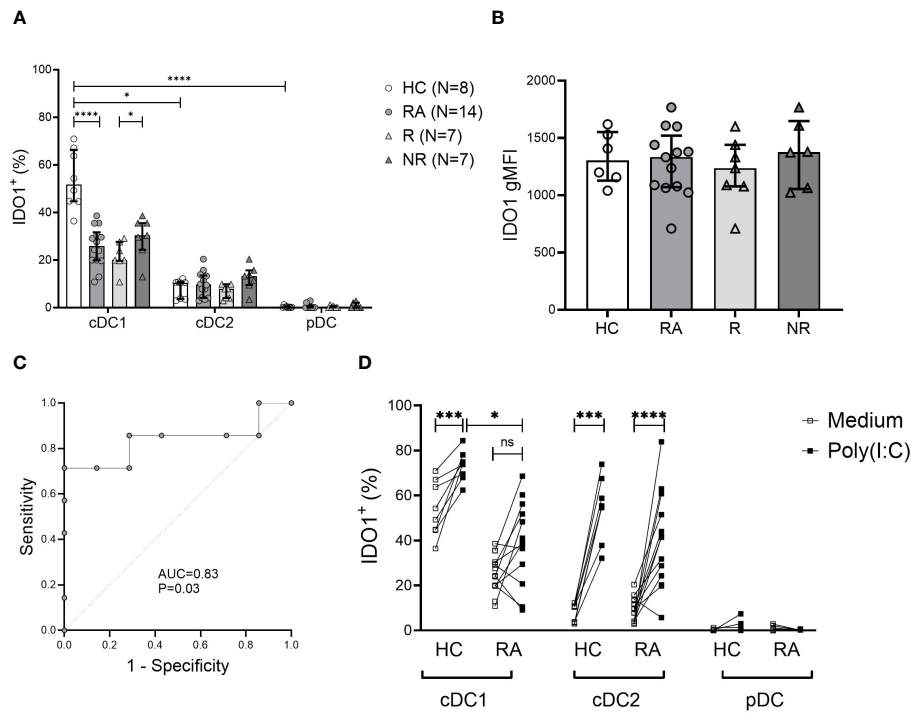 A
IDO1+ (%)
100
80
60
40
20
0
****
*
****
*
cDC1
cDC2
pDC
HC (N=8)
RA (N=14)
R (N=7)
NR (N=7)
B
IDO1 gMFI
2000
1500
1000
500
0
HC
RA
R
NR
C
Sensitivity
1.0
0.8
0.6
0.4
0.2
0.0
AUC=0.83
P=0.03
0.0
0.2
0.4
0.6
0.8
1.0
1 - Specificity
D
IDO1+ (%)
100
80
60
40
20
0
***
*
ns
***
****
HC
RA
HC
RA
HC
RA
cDC1
cDC2
pDC
Medium
Poly(I:C)